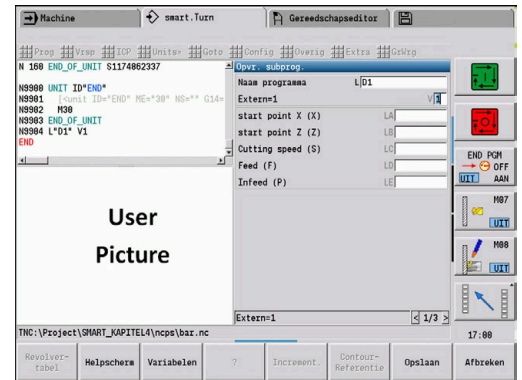 Machine
smart.Turn
Gereedschapseditor
Prog Vrsp ICP Units» Goto Config Overig Extra GrWrg
N 160 END_OF_UNIT S1174862337
N9900 UNIT ID"END"
N9901 [<unit ID="END" ME="30" NS="" G14=
N9902 M30
N9903 END_OF_UNIT
N9904 L"D1" V1
END
Opvr. subprog.
Naam programma L D1
Extern=1 V 1
start point X (X) LA
start point Z (Z) LB
Cutting speed (S) LC
Feed (F) LD
Infeed (P) LE
Extern=1 < 1/3 >
User
Picture
TNC:\Project\SMART_KAPITEL4\ncps\bar.nc
END PGM
OFF
UIT AAN
M07
UIT
M08
UIT
17:00
Revolver-
tabel
Helpscherm
Variabelen
?
Increment.
Contour-
Referentie
Opslaan
Afbreken